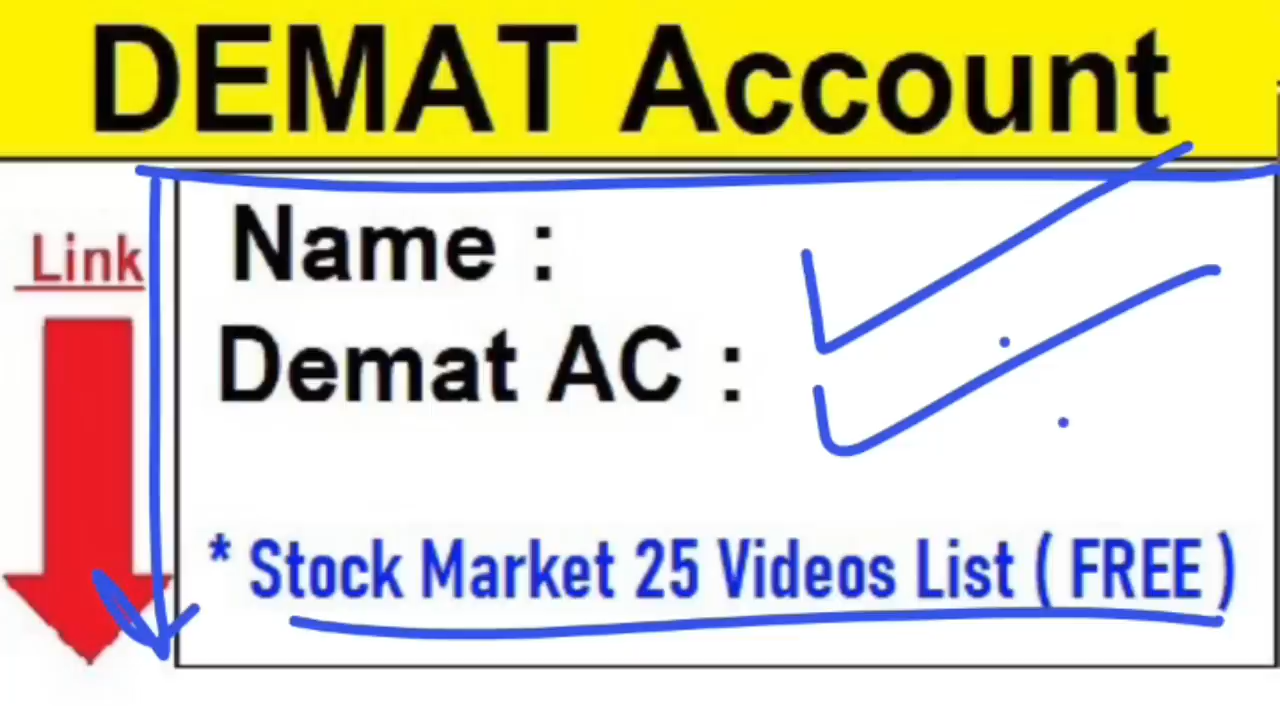 DEMAT Account
Link
Name :
Demat AC :
* Stock Market 25 Videos List ( FREE )